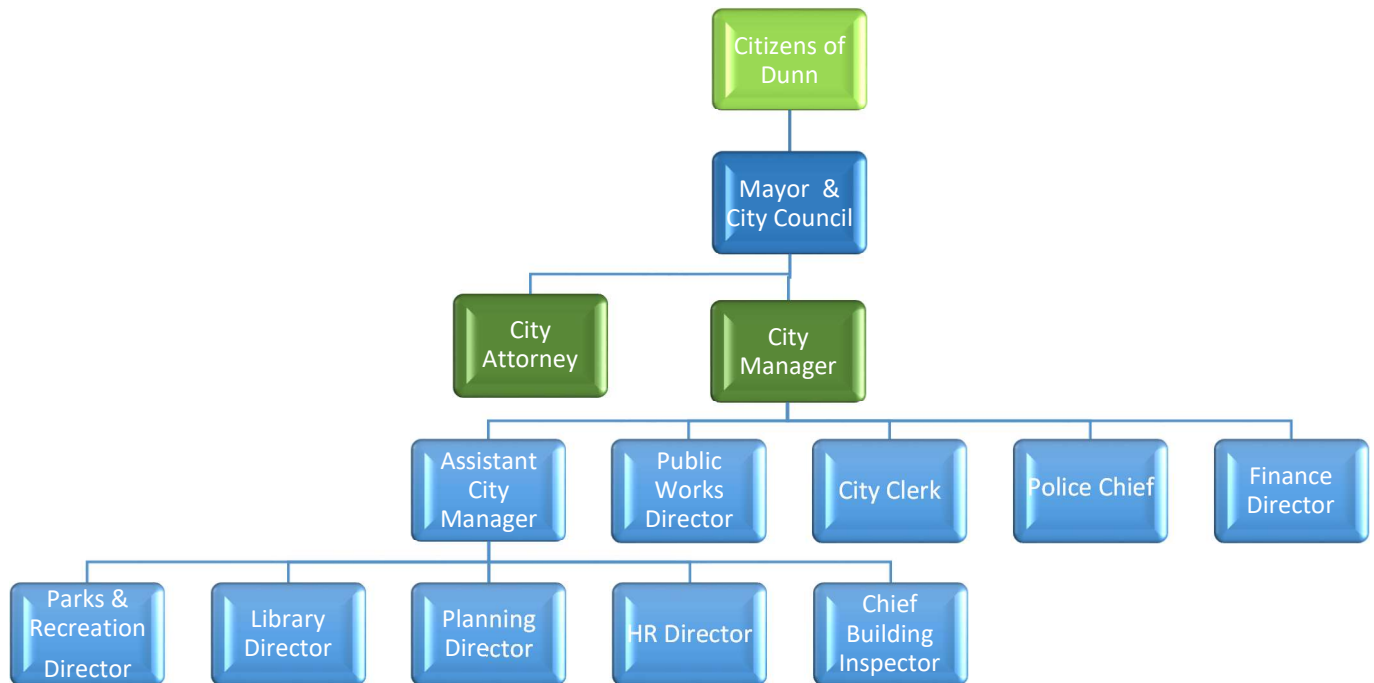 Citizens of
Dunn
Mayor &
City Council
City
Attorney
City
Manager
Assistant
City
Manager
Public
Works
Director
City Clerk
Police Chief
Finance
Director
Parks &
Recreation
Director
Library
Director
Planning
Director
HR Director
Chief
Building
Inspector